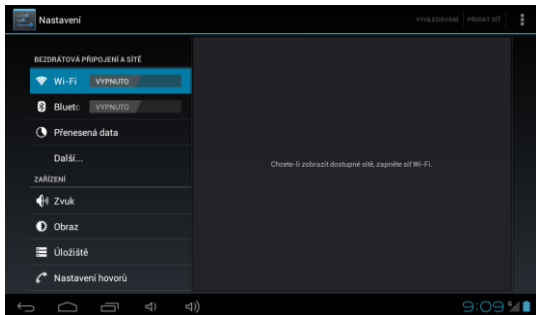 Nastavení
VYHLEDÁVÁNÍ PŘIDAT SÍŤ
BEZDRÁTOVÁ PŘIPOJENÍ A SÍTĚ
Wi-Fi VYPNUTO
Blueto VYPNUTO
Přenesená data
Další...
Chcete-li zobrazit dostupné sítě, zapněte síť Wi-Fi.
ZAŘÍZENÍ
Zvuk
Obraz
Úložiště
Nastavení hovorů
9:09 G